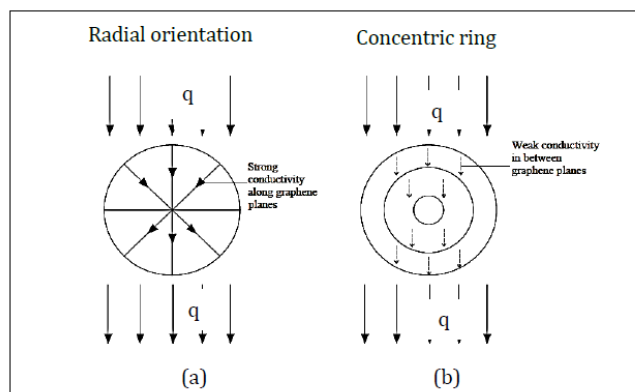 Radial orientation
Concentric ring
q
q
Strong
conductivity
along graphene
planes
Weak conductivity
in between
graphene planes
q
q
(a)
(b)